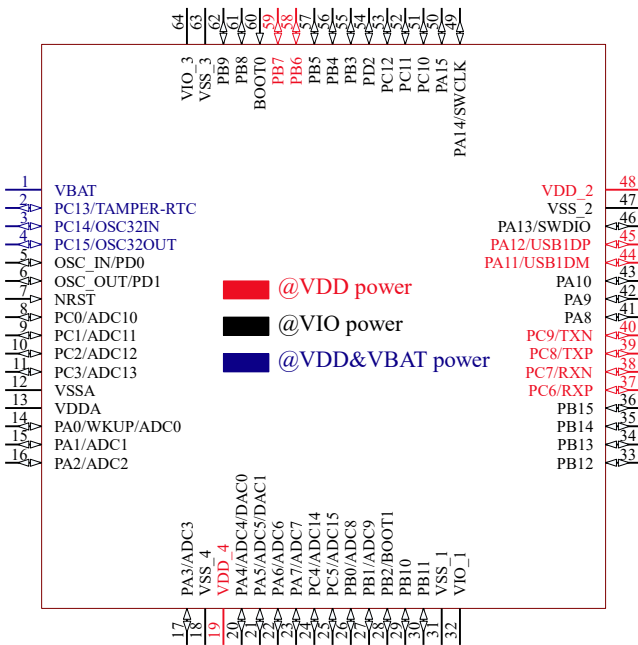 64 VIO_3
63 VSS_3
62 PB9
61 PB8
60 BOOT0
59 PB7
58 PB6
57 PB5
56 PB4
55 PB3
54 PD2
53 PC12
52 PC11
51 PC10
50 PA15
49 PA14/SWCLK
1 VBAT
2 PC13/TAMPER-RTC
3 PC14/OSC32IN
4 PC15/OSC32OUT
5 OSC_IN/PD0
6 OSC_OUT/PD1
7 NRST
8 PC0/ADC10
9 PC1/ADC11
10 PC2/ADC12
11 PC3/ADC13
12 VSSA
13 VDDA
14 PA0/WKUP/ADC0
15 PA1/ADC1
16 PA2/ADC2
@VDD power
@VIO power
@VDD&VBAT power
VDD_2 48
VSS_2 47
PA13/SWDIO 46
PA12/USB1DP 45
PA11/USB1DM 44
PA10 43
PA9 42
PA8 41
PC9/TXN 40
PC8/TXP 39
PC7/RXN 38
PC6/RXP 37
PB15 36
PB14 35
PB13 34
PB12 33
17 PA3/ADC3
18 VSS_4
19 VDD_4
20 PA4/ADC4/DAC0
21 PA5/ADC5/DAC1
22 PA6/ADC6
23 PA7/ADC7
24 PC4/ADC14
25 PC5/ADC15
26 PB0/ADC8
27 PB1/ADC9
28 PB2/BOOT1
29 PB10
30 PB11
31 VSS_1
32 VIO_1